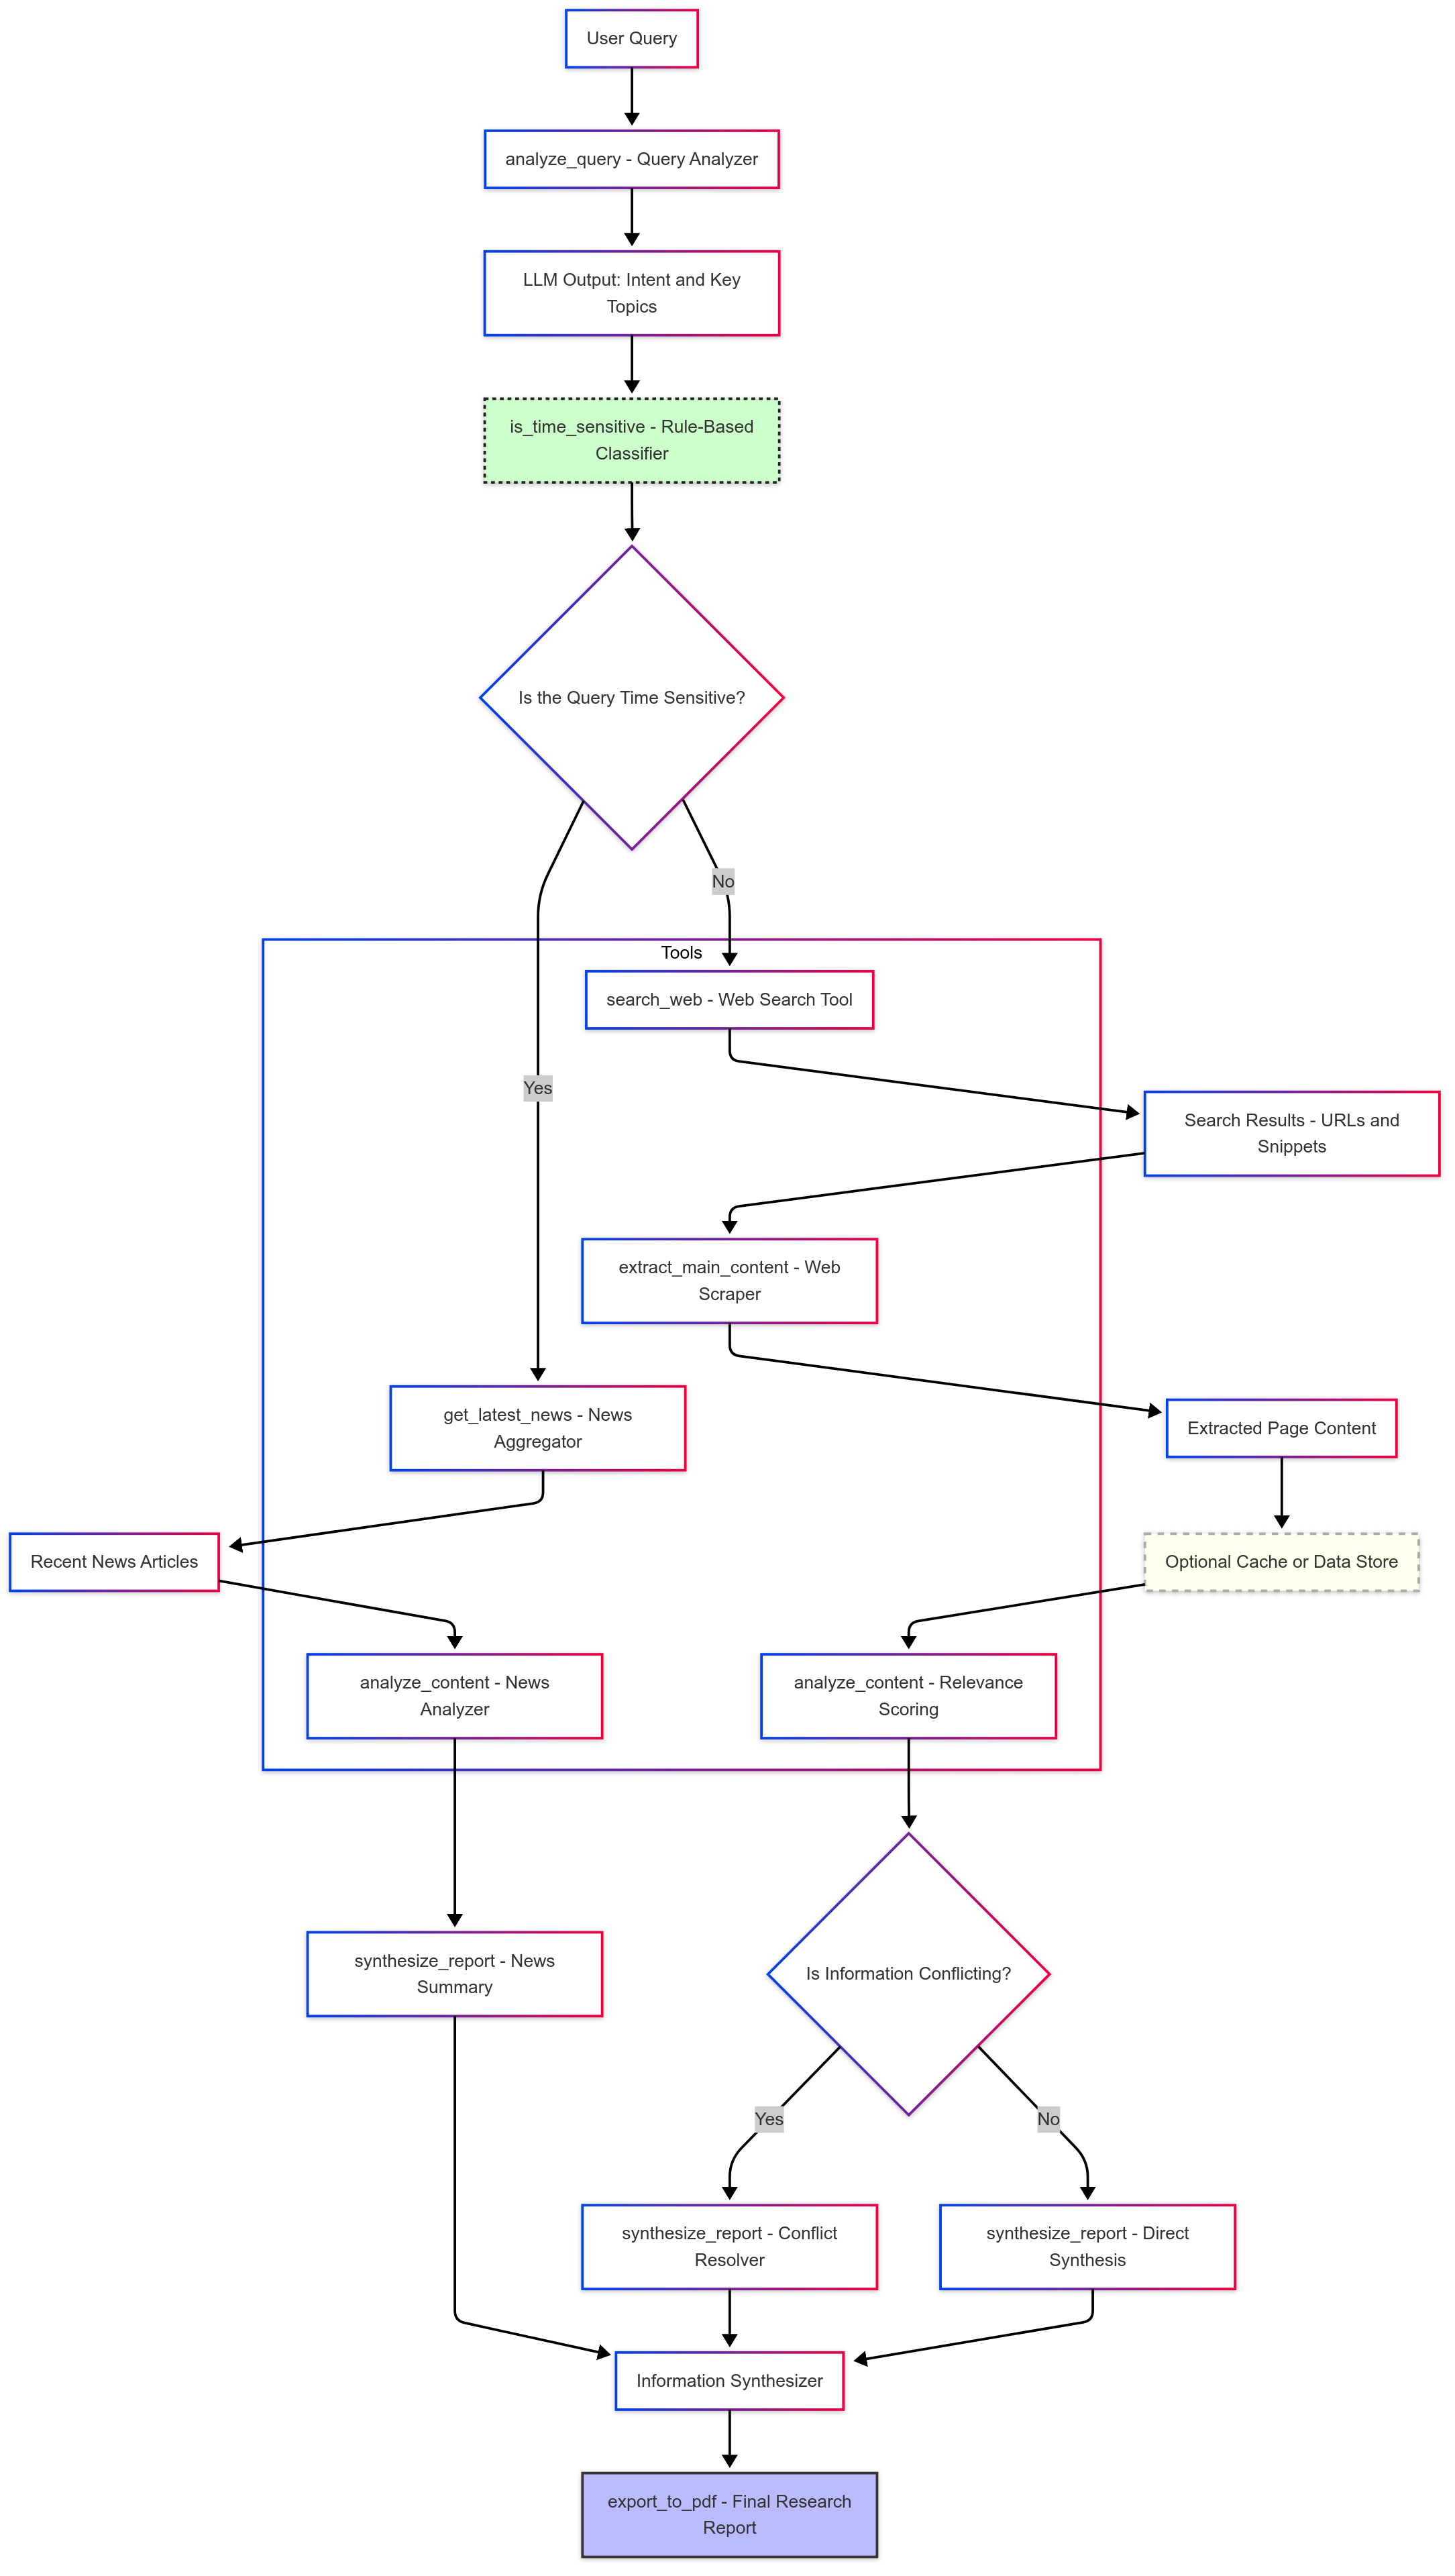 User Query
analyze_query - Query Analyzer
LLM Output: Intent and Key
Topics
is_time_sensitive - Rule-Based
Classifier
Is the Query Time Sensitive?
No
Tools
search_web - Web Search Tool
Yes
Search Results - URLs and
Snippets
extract_main_content - Web
Scraper
get_latest_news - News
Aggregator
Extracted Page Content
Recent News Articles
Optional Cache or Data Store
analyze_content - News
Analyzer
analyze_content - Relevance
Scoring
synthesize_report - News
Summary
Is Information Conflicting?
Yes
No
synthesize_report - Conflict
Resolver
synthesize_report - Direct
Synthesis
Information Synthesizer
export_to_pdf - Final Research
Report